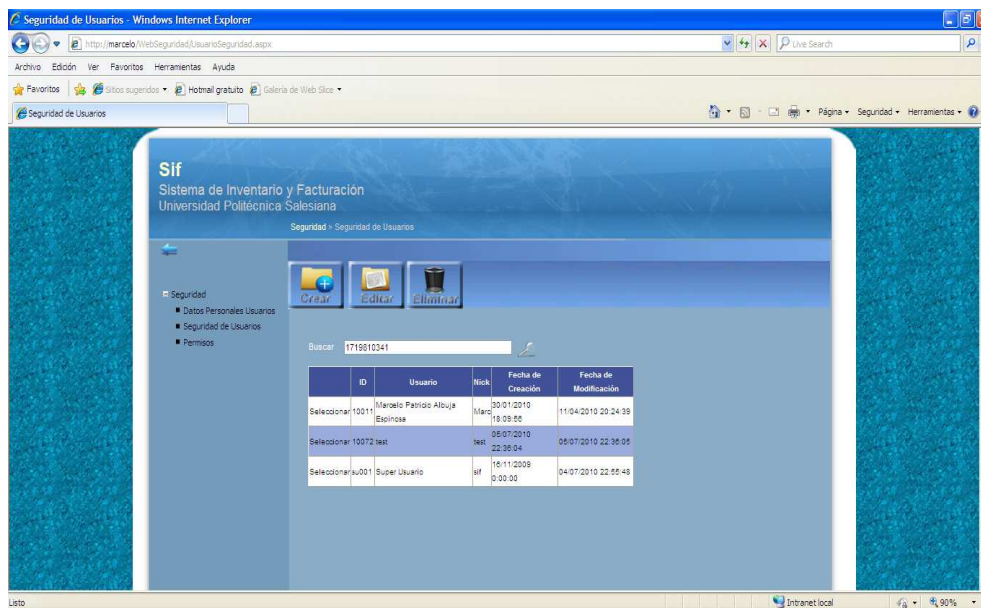 Seguridad de Usuarios - Windows Internet Explorer
http://marcelo/WebSeguridad/UsuarioSeguridad.aspx
Live Search
Archivo Edición Ver Favoritos Herramientas Ayuda
Favoritos Sitios sugeridos Hotmail gratuito Galería de Web Slice
Seguridad de Usuarios
Página Seguridad Herramientas
Sif
Sistema de Inventario y Facturación
Universidad Politécnica Salesiana
Seguridad > Seguridad de Usuarios
Crear Editar Eliminar
Seguridad
Datos Personales Usuarios
Seguridad de Usuarios
Permisos
Buscar 1719810341
ID Usuario Nick Fecha de Creación Fecha de Modificación
Seleccionar 10011 Marcelo Patricio Albuja Espinosa Marc 30/01/2010 18:09:56 11/04/2010 20:24:39
Seleccionar 10072 test test 05/07/2010 22:36:04 05/07/2010 22:36:05
Seleccionar su001 Super Usuario sif 16/11/2009 0:00:00 04/07/2010 22:55:48
Listo
Intranet local
90%